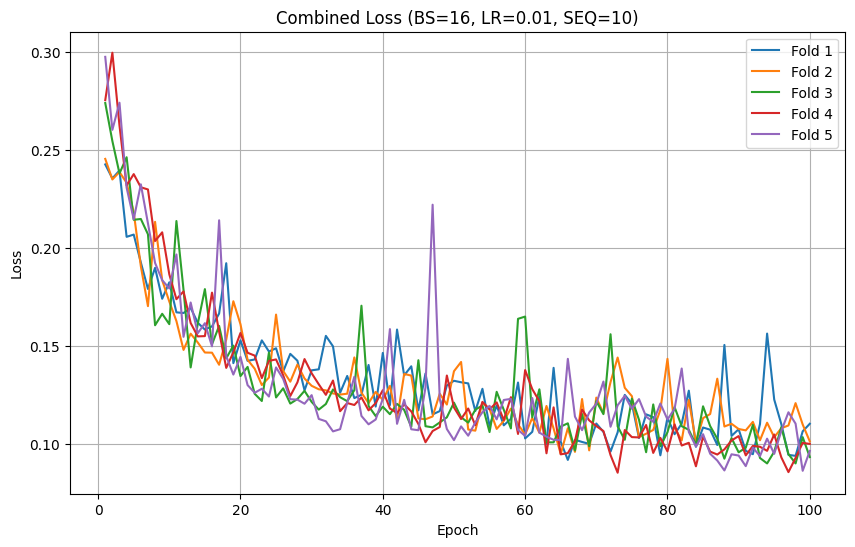 Combined Loss (BS=16, LR=0.01, SEQ=10)
Loss
0.30
0.25
0.20
0.15
0.10
Fold 1
Fold 2
Fold 3
Fold 4
Fold 5
0 20 40 60 80 100
Epoch